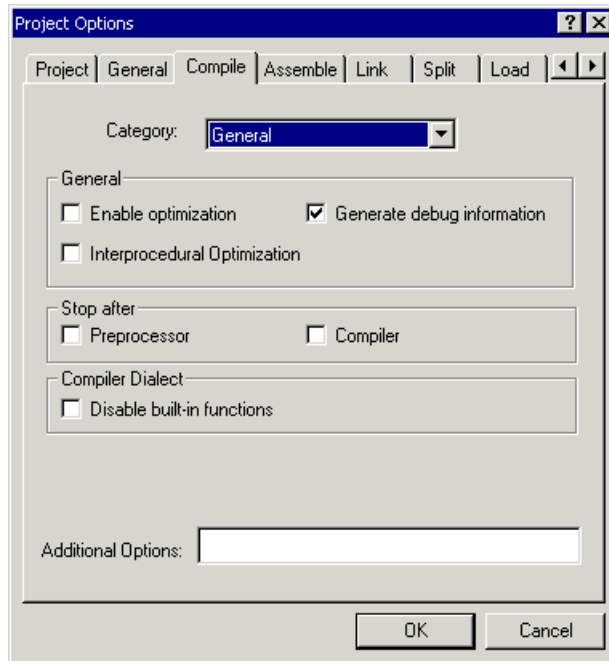 Project Options
Project General Compile Assemble Link Split Load
Category: General
General
Enable optimization Generate debug information
Interprocedural Optimization
Stop after
Preprocessor Compiler
Compiler Dialect
Disable built-in functions
Additional Options:
OK Cancel